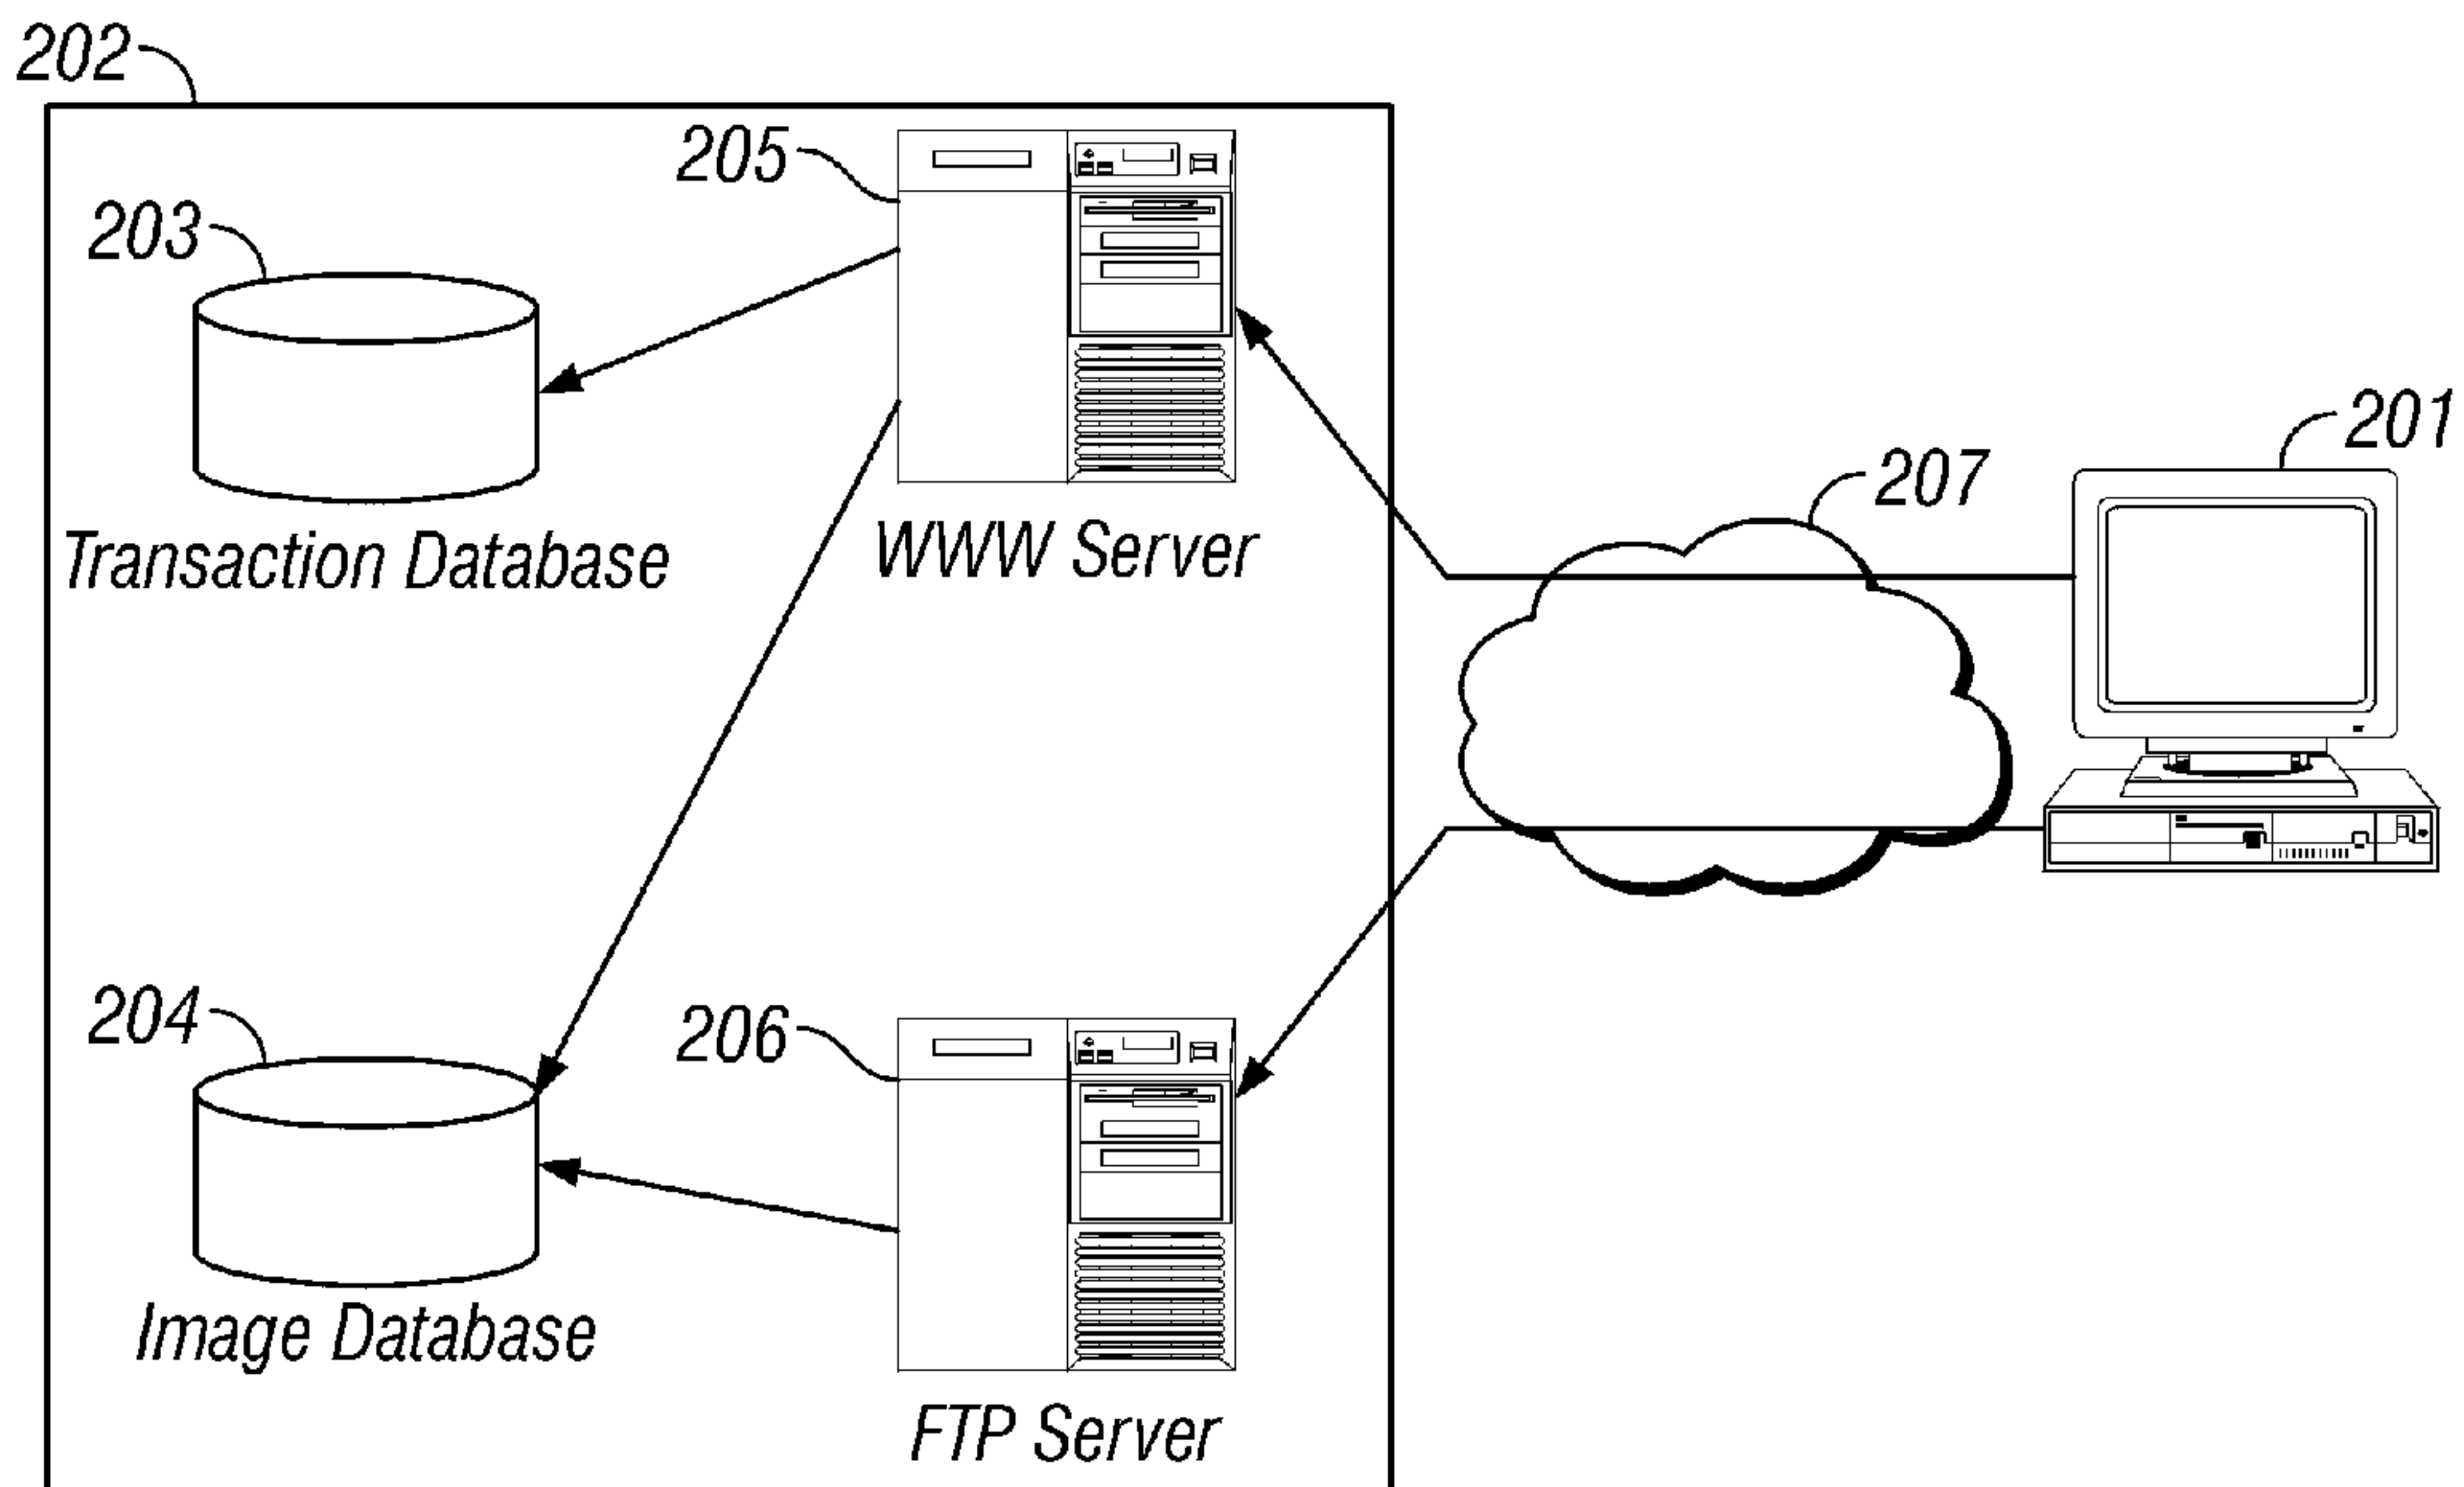 202
205
203
201
207
Transaction Database
WWW Server
204
206
Image Database
FTP Server